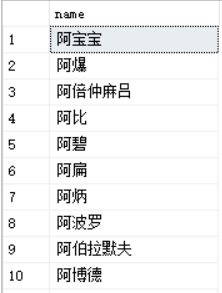 name
1 阿宝宝
2 阿爆
3 阿倍仲麻吕
4 阿比
5 阿碧
6 阿扁
7 阿炳
8 阿波罗
9 阿伯拉默夫
10 阿博德